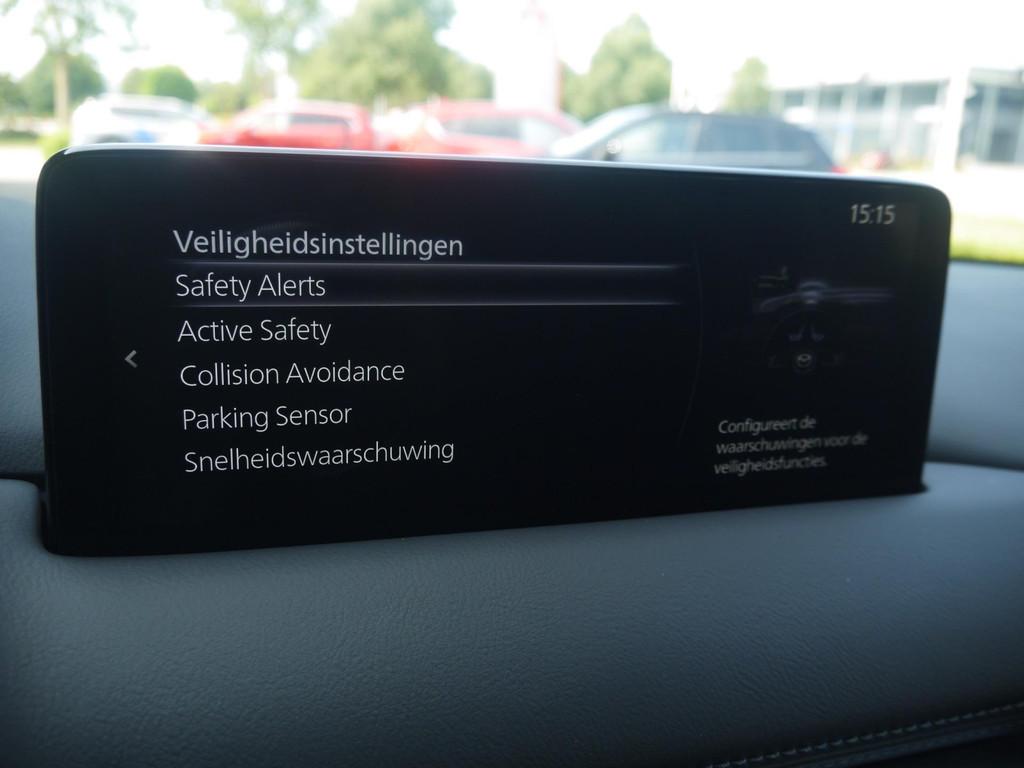 15:15
Veiligheidsinstellingen
Safety Alerts
Active Safety
Collision Avoidance
Parking Sensor
Snelheidswaarschuwing
Configureert de
waarschuwingen voor de
veiligheidsfuncties.